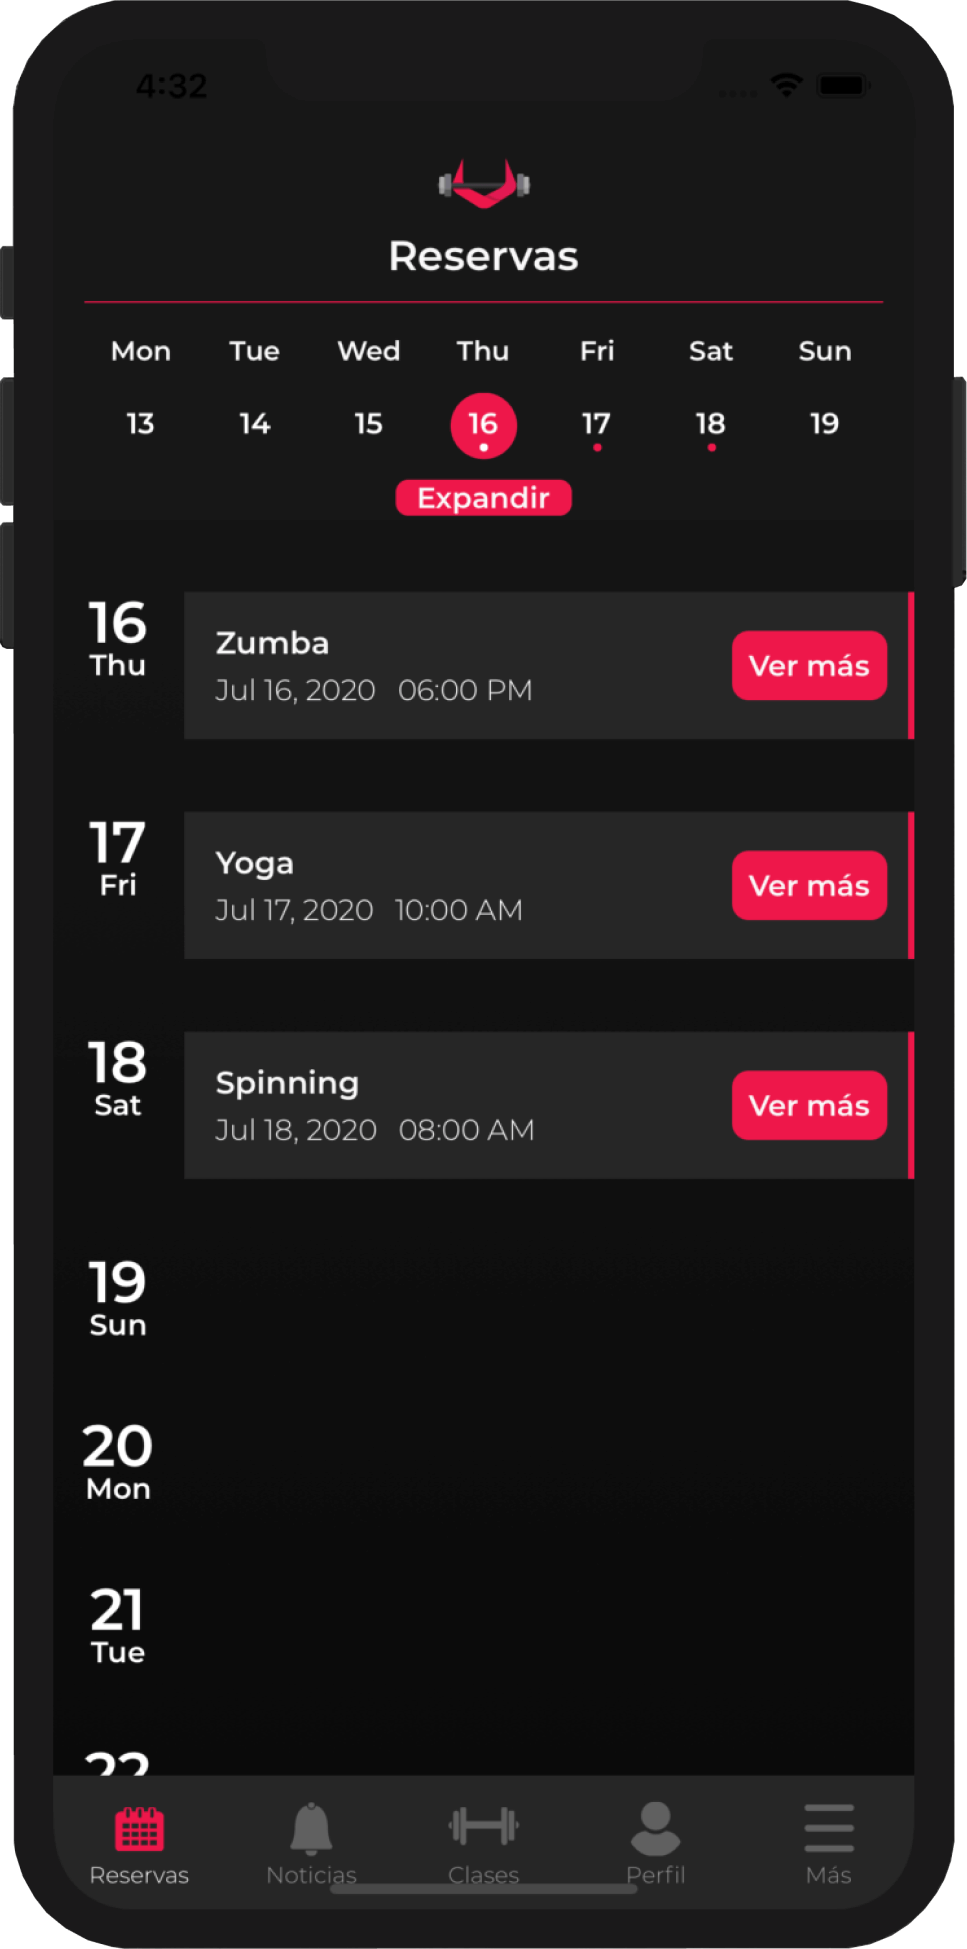 4:32
Reservas
Mon Tue Wed Thu Fri Sat Sun
13 14 15 16 17 18 19
Expandir
16
Thu
Zumba
Jul 16, 2020 06:00 PM
Ver más
17
Fri
Yoga
Jul 17, 2020 10:00 AM
Ver más
18
Sat
Spinning
Jul 18, 2020 08:00 AM
Ver más
19
Sun
20
Mon
21
Tue
22
Reservas Noticias Clases Perfil Más